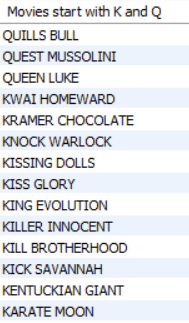 Movies start with K and Q
QUILLS BULL
QUEST MUSSOLINI
QUEEN LUKE
KWAI HOMEWARD
KRAMER CHOCOLATE
KNOCK WARLOCK
KISSING DOLLS
KISS GLORY
KING EVOLUTION
KILLER INNOCENT
KILL BROTHERHOOD
KICK SAVANNAH
KENTUCKIAN GIANT
KARATE MOON